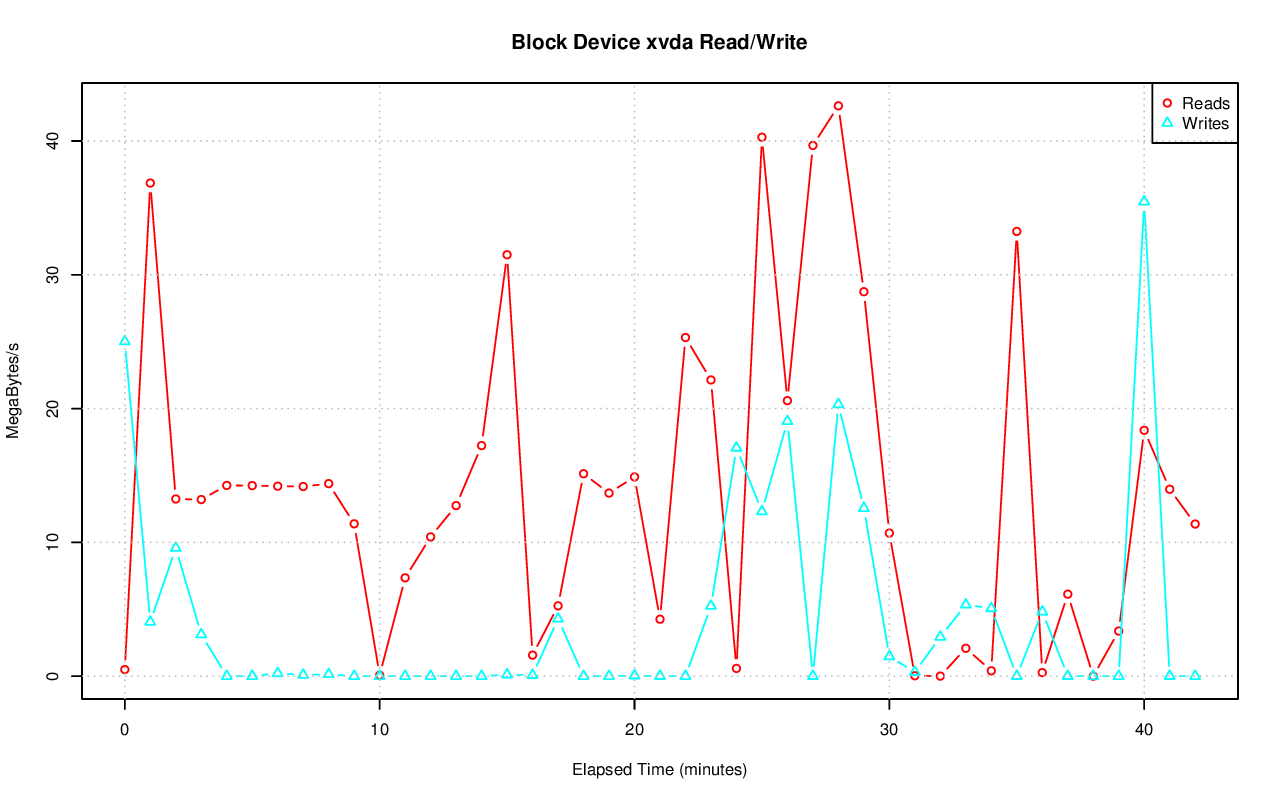 Block Device xvda Read/Write
Reads
Writes
MegaBytes/s
40
30
20
10
0
0 10 20 30 40
Elapsed Time (minutes)